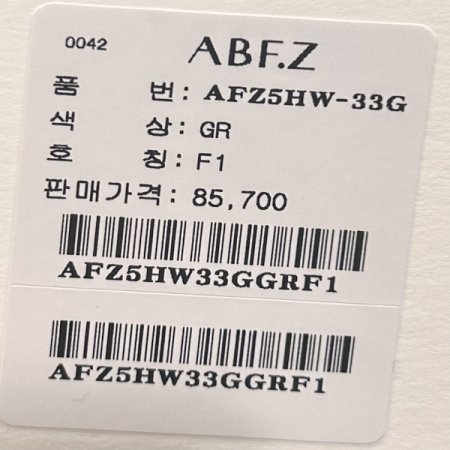 0042 ABF.Z
품 번: AFZ5HW-33G
색 상: GR
호 칭: F1
판매가격: 85,700
AFZ5HW33GGRF1
AFZ5HW33GGRF1